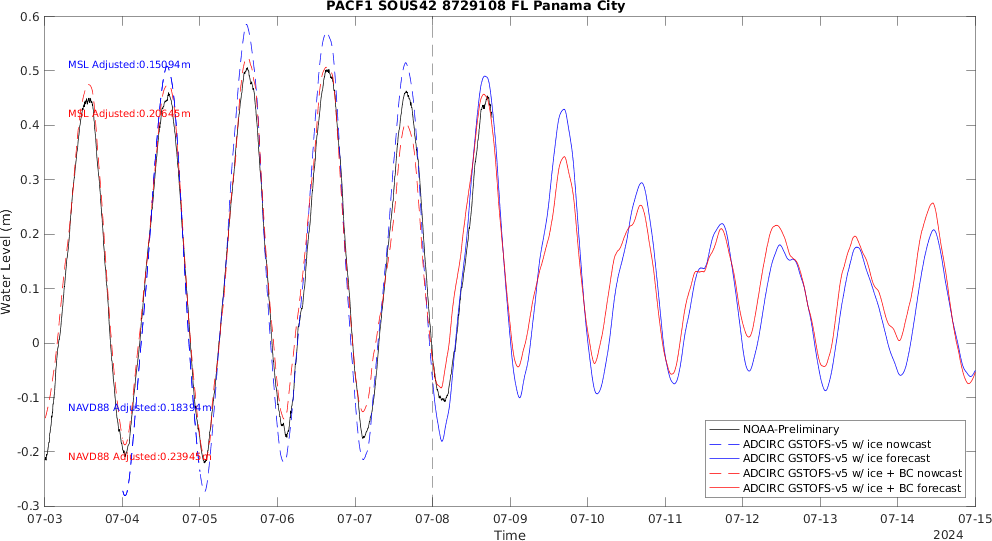 PACF1 SOUS42 8729108 FL Panama City
0.6
0.5
0.4
0.3
0.2
0.1
0
-0.1
-0.2
-0.3
Water Level (m)
MSL Adjusted:0.15094m
MSL Adjusted:0.20645m
NAVD88 Adjusted:0.18394m
NAVD88 Adjusted:0.23945m
NOAA-Preliminary
ADCIRC GSTOFS-v5 w/ ice nowcast
ADCIRC GSTOFS-v5 w/ ice forecast
ADCIRC GSTOFS-v5 w/ ice + BC nowcast
ADCIRC GSTOFS-v5 w/ ice + BC forecast
07-03 07-04 07-05 07-06 07-07 07-08 07-09 07-10 07-11 07-12 07-13 07-14 07-15
Time
2024